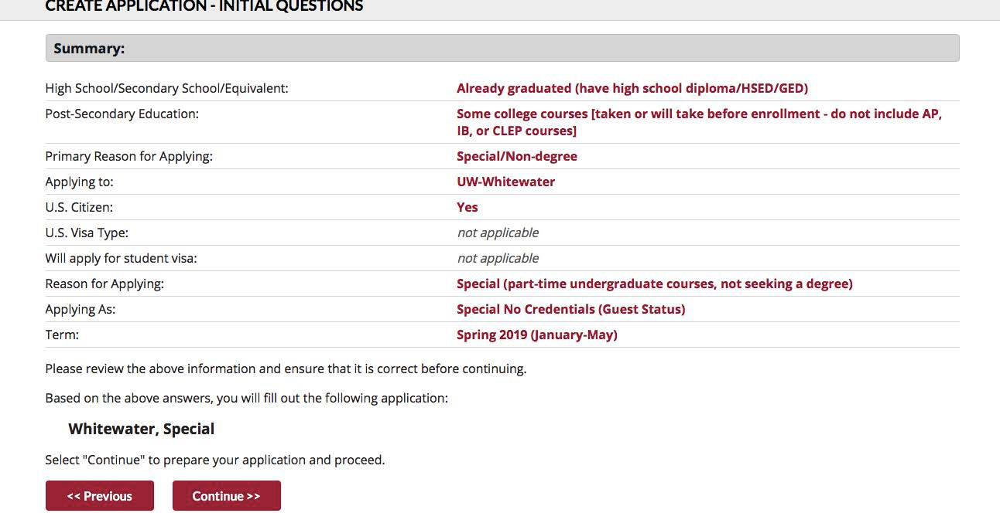 CREATE APPLICATION - INITIAL QUESTIONS
Summary:
High School/Secondary School/Equivalent: Already graduated (have high school diploma/HSED/GED)
Post-Secondary Education: Some college courses [taken or will take before enrollment - do not include AP,
IB, or CLEP courses]
Primary Reason for Applying: Special/Non-degree
Applying to: UW-Whitewater
U.S. Citizen: Yes
U.S. Visa Type: not applicable
Will apply for student visa: not applicable
Reason for Applying: Special (part-time undergraduate courses, not seeking a degree)
Applying As: Special No Credentials (Guest Status)
Term: Spring 2019 (January-May)
Please review the above information and ensure that it is correct before continuing.
Based on the above answers, you will fill out the following application:
Whitewater, Special
Select "Continue" to prepare your application and proceed.
<< Previous Continue >>